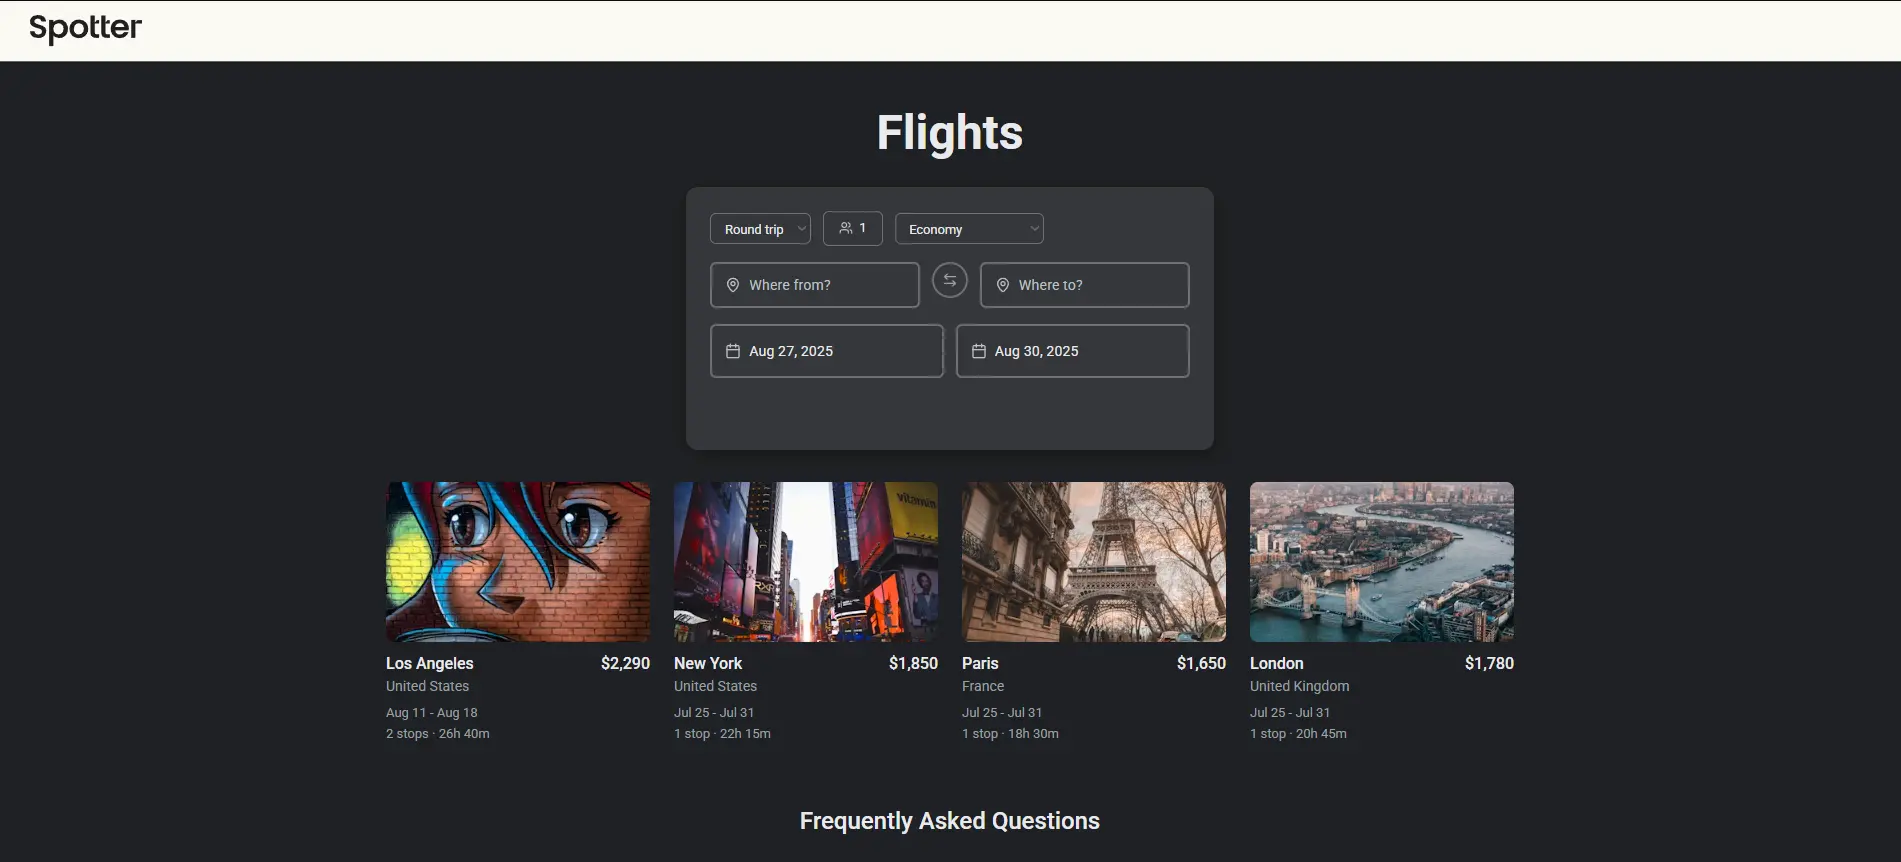 Spotter
Flights
Round trip 1 Economy
Where from? Where to?
Aug 27, 2025 Aug 30, 2025
Los Angeles $2,290
United States
Aug 11 - Aug 18
2 stops · 26h 40m
New York $1,850
United States
Jul 25 - Jul 31
1 stop · 22h 15m
Paris $1,650
France
Jul 25 - Jul 31
1 stop · 18h 30m
London $1,780
United Kingdom
Jul 25 - Jul 31
1 stop · 20h 45m
Frequently Asked Questions